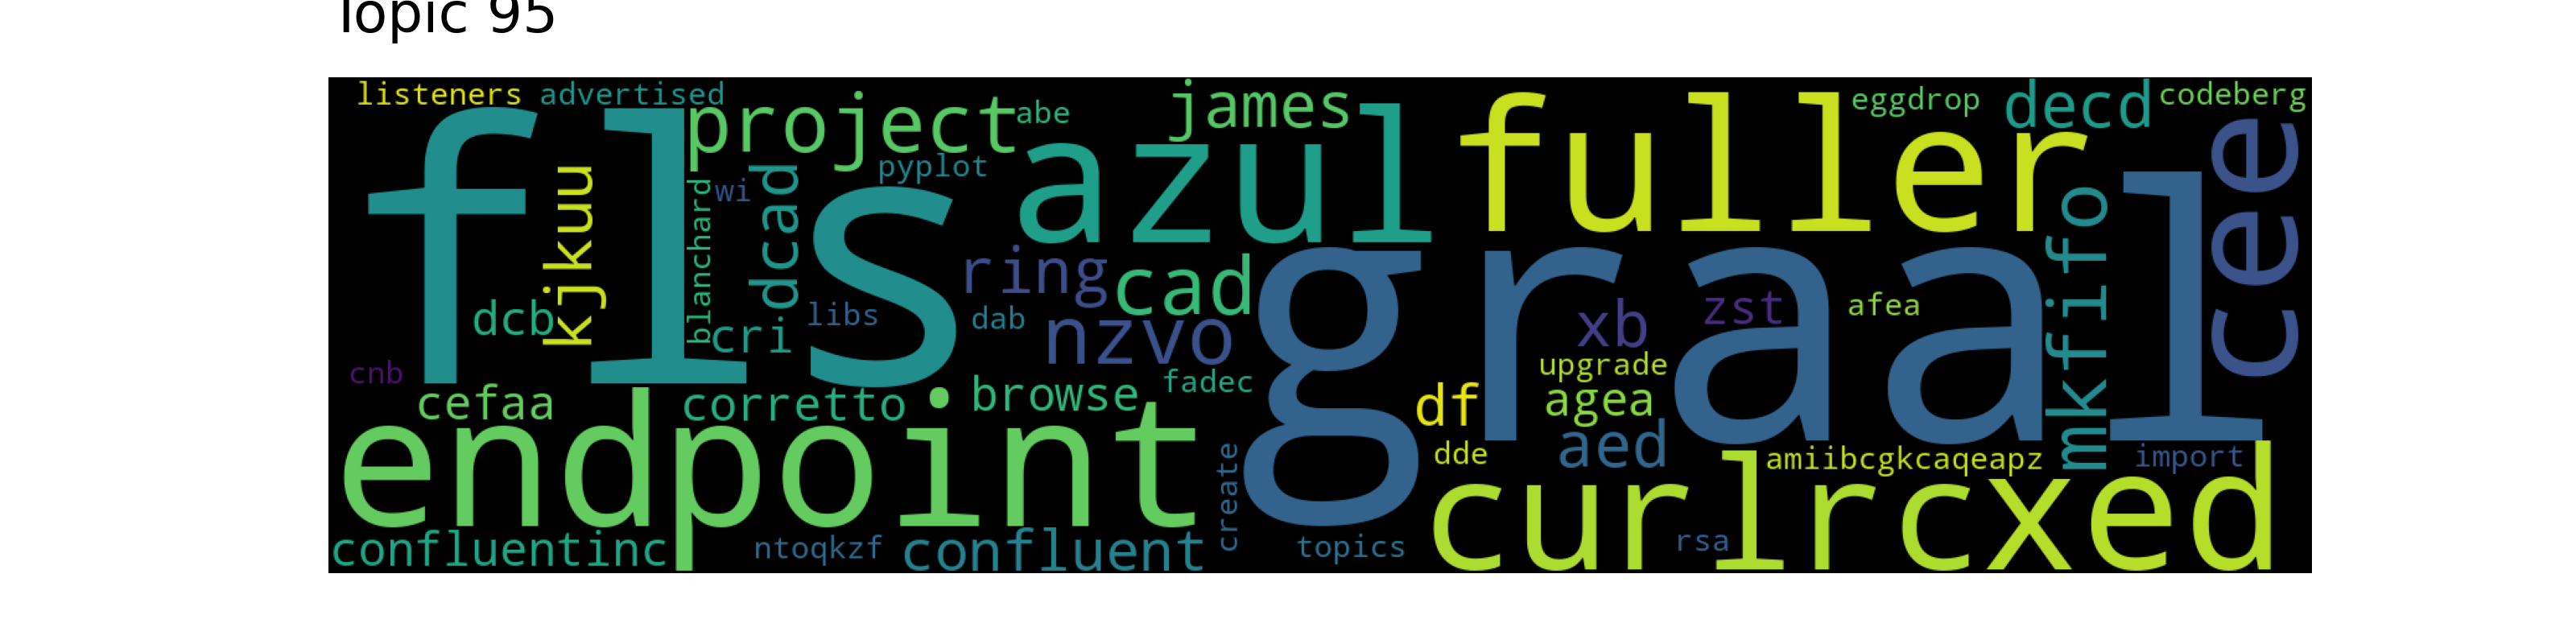 Topic 95
listeners advertised
project
abe
james
eggdrop
decd
codeberg
fls
kjkuu
blanchard
wi
dcad
pyplot
azul
fuller
cee
ring
cad
graal
mkfifo
dcb
cri
libs
dab
nzvo
xb
zst
afea
cnb
cefaa
corretto
browse
fadec
df
upgrade
agea
aed
endpoint
create
dde
amiibcgkcaqeapz
import
curlrcxed
confluentinc
ntoqkzf
confluent
topics
rsa